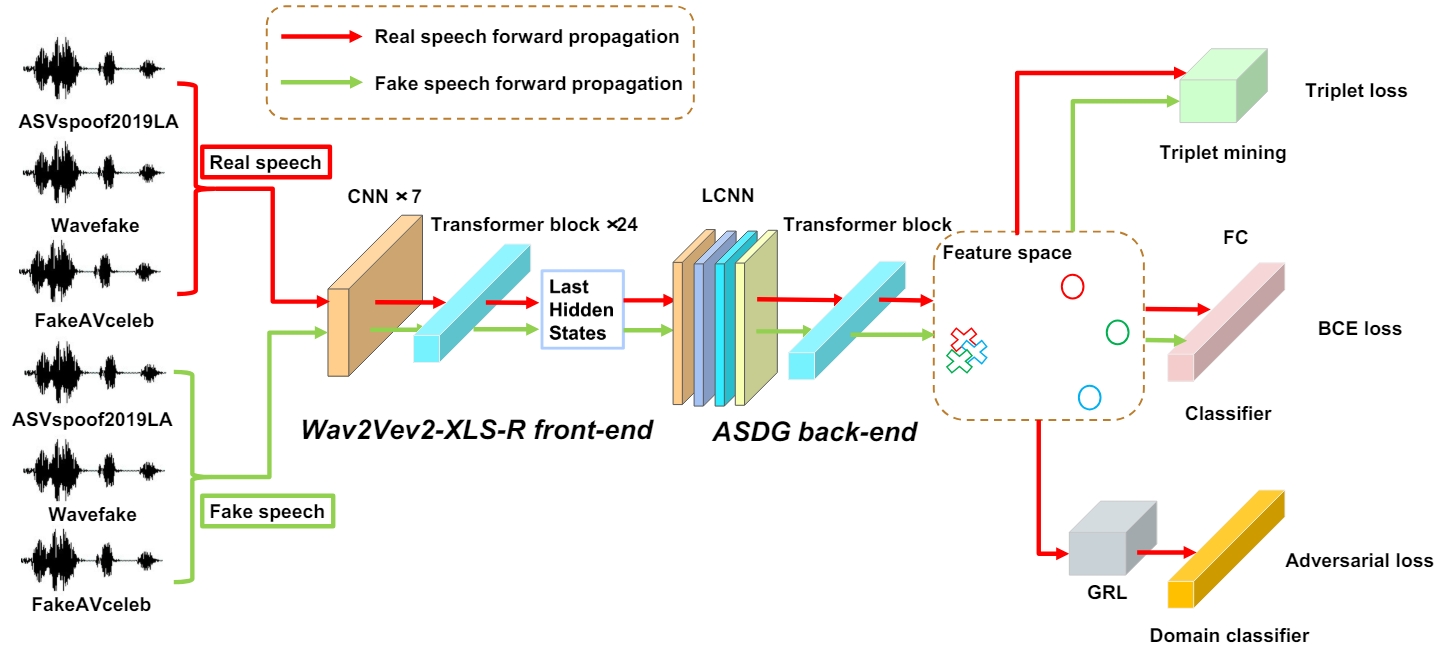 Real speech forward propagation
Fake speech forward propagation
ASVspoof2019LA
Wavefake
FakeAVceleb
Real speech
ASVspoof2019LA
Wavefake
FakeAVceleb
Fake speech
CNN ×7
Transformer block ×24
Last
Hidden
States
Wav2Vev2-XLS-R front-end
LCNN
Transformer block
ASDG back-end
Feature space
Triplet mining
Triplet loss
FC
Classifier
BCE loss
GRL
Domain classifier
Adversarial loss